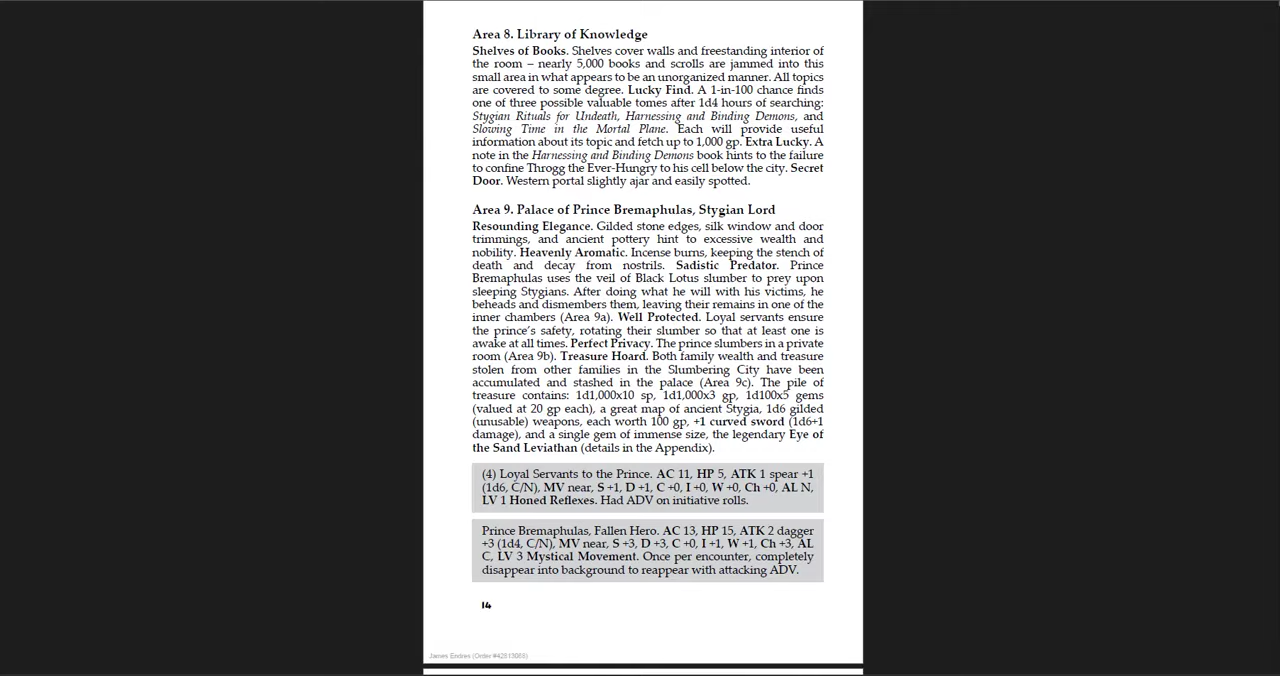 Area 8. Library of Knowledge
Shelves of Books. Shelves cover walls and freestanding interior of
the room – nearly 5,000 books and scrolls are jammed into this
small area in what appears to be an unorganized manner. All topics
are covered to some degree. Lucky Find. A 1-in-100 chance finds
one of three possible valuable tomes after 1d4 hours of searching:
Stygian Rituals for Undeath, Harnessing and Binding Demons, and
Slowing Time in the Mortal Plane. Each will provide useful
information about its topic and fetch up to 1,000 gp. Extra Lucky. A
note in the Harnessing and Binding Demons book hints to the failure
to confine Throgg the Ever-Hungry to his cell below the city. Secret
Door. Western portal slightly ajar and easily spotted.
Area 9. Palace of Prince Bremaphulas, Stygian Lord
Resounding Elegance. Gilded stone edges, silk window and door
trimmings, and ancient pottery hint to excessive wealth and
nobility. Heavenly Aromatic. Incense burns, keeping the stench of
death and decay from nostrils. Sadistic Predator. Prince
Bremaphulas uses the veil of Black Lotus slumber to prey upon
sleeping Stygians. After doing what he will with his victims, he
beheads and dismembers them, leaving their remains in one of the
inner chambers (Area 9a). Well Protected. Loyal servants ensure
the prince's safety, rotating their slumber so that at least one is
awake at all times. Perfect Privacy. The prince slumbers in a private
room (Area 9b). Treasure Hoard. Both family wealth and treasure
stolen from other families in the Slumbering City have been
accumulated and stashed in the palace (Area 9c). The pile of
treasure contains: 1d1,000x10 sp, 1d1,000x3 gp, 1d100x5 gems
(valued at 20 gp each), a great map of ancient Stygia, 1d6 gilded
(unusable) weapons, each worth 100 gp, +1 curved sword (1d6+1
damage), and a single gem of immense size, the legendary Eye of
the Sand Leviathan (details in the Appendix).
(4) Loyal Servants to the Prince. AC 11, HP 5, ATK 1 spear +1
(1d6, C/N), MV near, S +1, D +1, C +0, I +0, W +0, Ch +0, AL N,
LV 1 Honed Reflexes. Had ADV on initiative rolls.
Prince Bremaphulas, Fallen Hero. AC 13, HP 15, ATK 2 dagger
+3 (1d4, C/N), MV near, S +3, D +3, C +0, I +1, W +1, Ch +3, AL
C, LV 3 Mystical Movement. Once per encounter, completely
disappear into background to reappear with attacking ADV.
14
James Endres (Order #42813088)